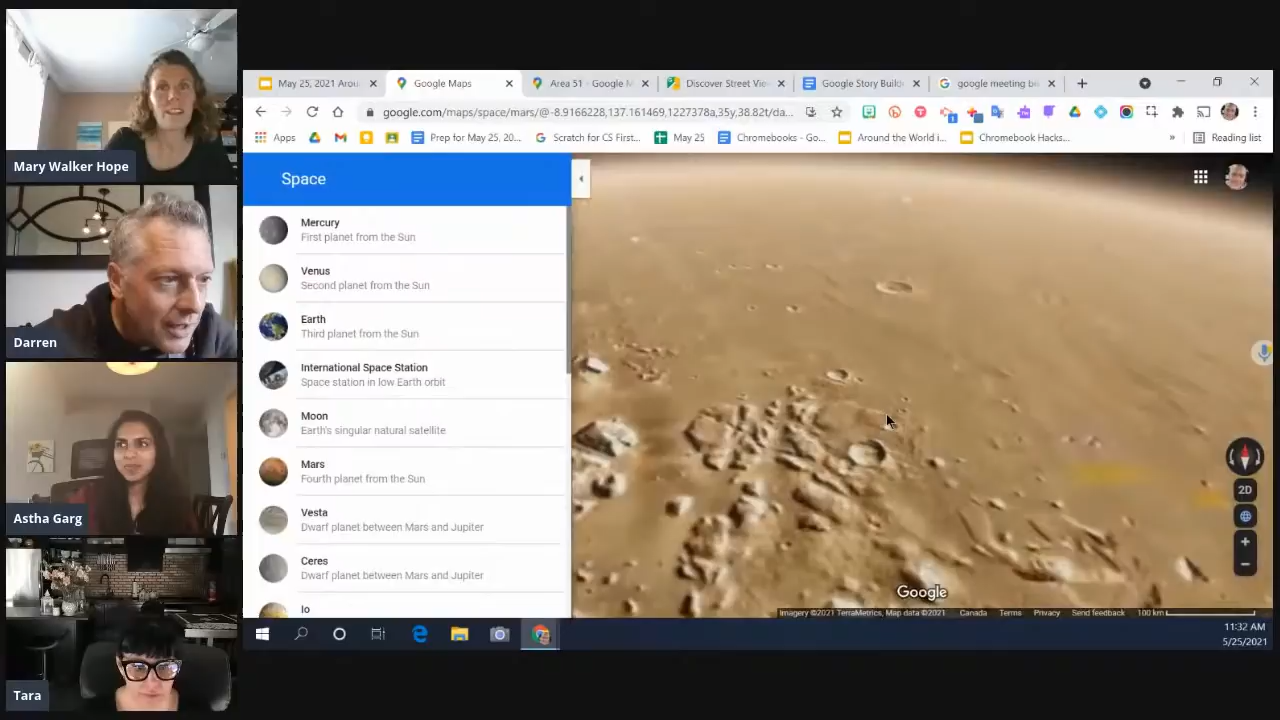 Mary Walker Hope
Darren
Astha Garg
Tara
May 25, 2021 Arou
Google Maps
Area 51 - Google M
Discover Street Vie
Google Story Build
google meeting b
google.com/maps/space/mars/@-8.9166228,137.161469,1227378a,35y,38.82t/da...
Apps
Prep for May 25, 20...
Scratch for CS First...
May 25
Chromebooks - Go...
Around the World i...
Chromebook Hacks...
»
Reading list
Space
Mercury
First planet from the Sun
Venus
Second planet from the Sun
Earth
Third planet from the Sun
International Space Station
Space station in low Earth orbit
Moon
Earth's singular natural satellite
Mars
Fourth planet from the Sun
Vesta
Dwarf planet between Mars and Jupiter
Ceres
Dwarf planet between Mars and Jupiter
Io
2D
Google
Imagery ©2021 TerraMetrics, Map data ©2021 Canada Terms Privacy Send feedback 100 km
11:32 AM
5/25/2021